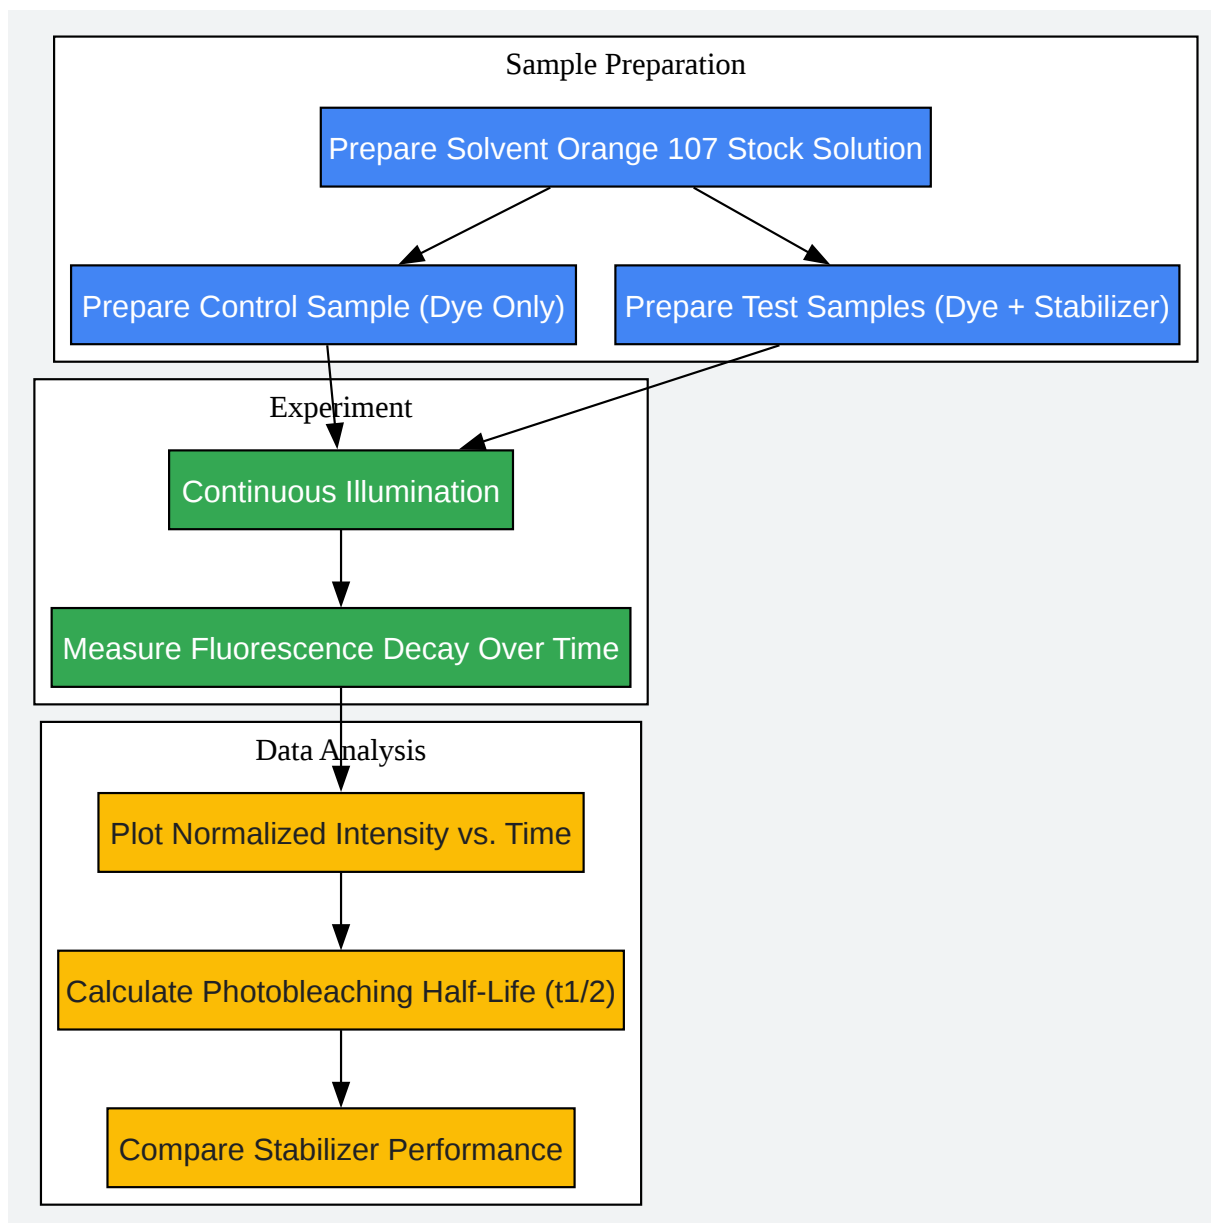 Sample Preparation
Prepare Solvent Orange 107 Stock Solution
Prepare Control Sample (Dye Only)
Prepare Test Samples (Dye + Stabilizer)
Experiment
Continuous Illumination
Measure Fluorescence Decay Over Time
Data Analysis
Plot Normalized Intensity vs. Time
Calculate Photobleaching Half-Life (t1/2)
Compare Stabilizer Performance